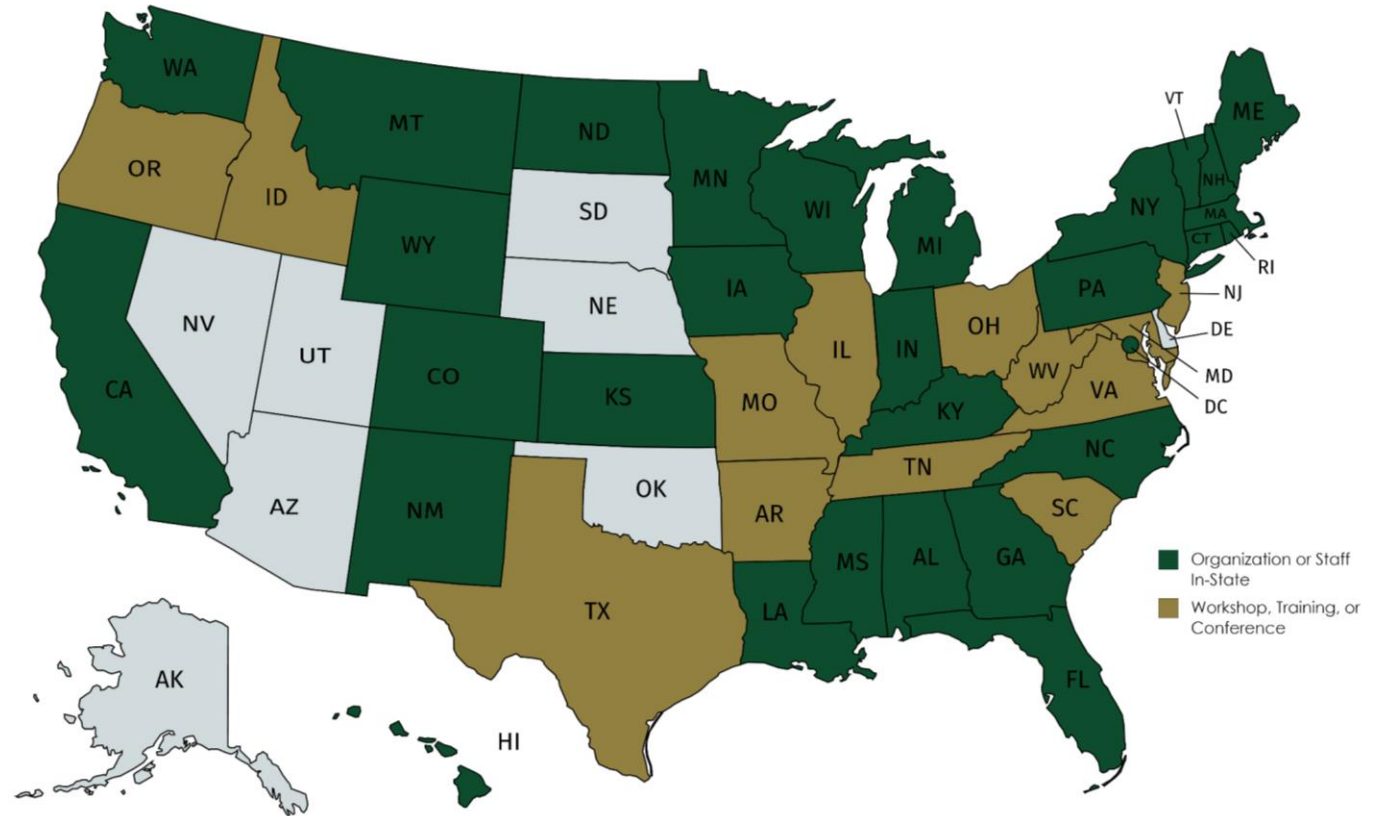 WA
MT
ND
MN
OR
ID
WY
SD
WI
MI
VT
ME
NH
NY
MA
CT
RI
IA
NE
PA
NJ
DE
MD
DC
NV
UT
CA
CO
KS
MO
IL
IN
OH
WV
VA
KY
NC
TN
AZ
NM
OK
AR
SC
MS
AL
GA
TX
LA
FL
AK
HI
Organization or Staff
In-State
Workshop, Training, or
Conference